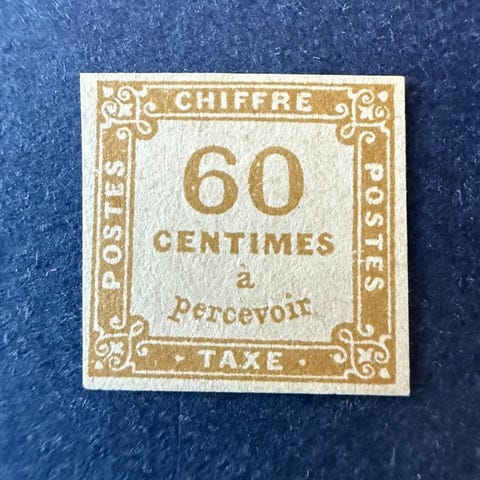 CHIFFRE
POSTES
60
CENTIMES
à
percevoir
POSTES
· TAXE ·